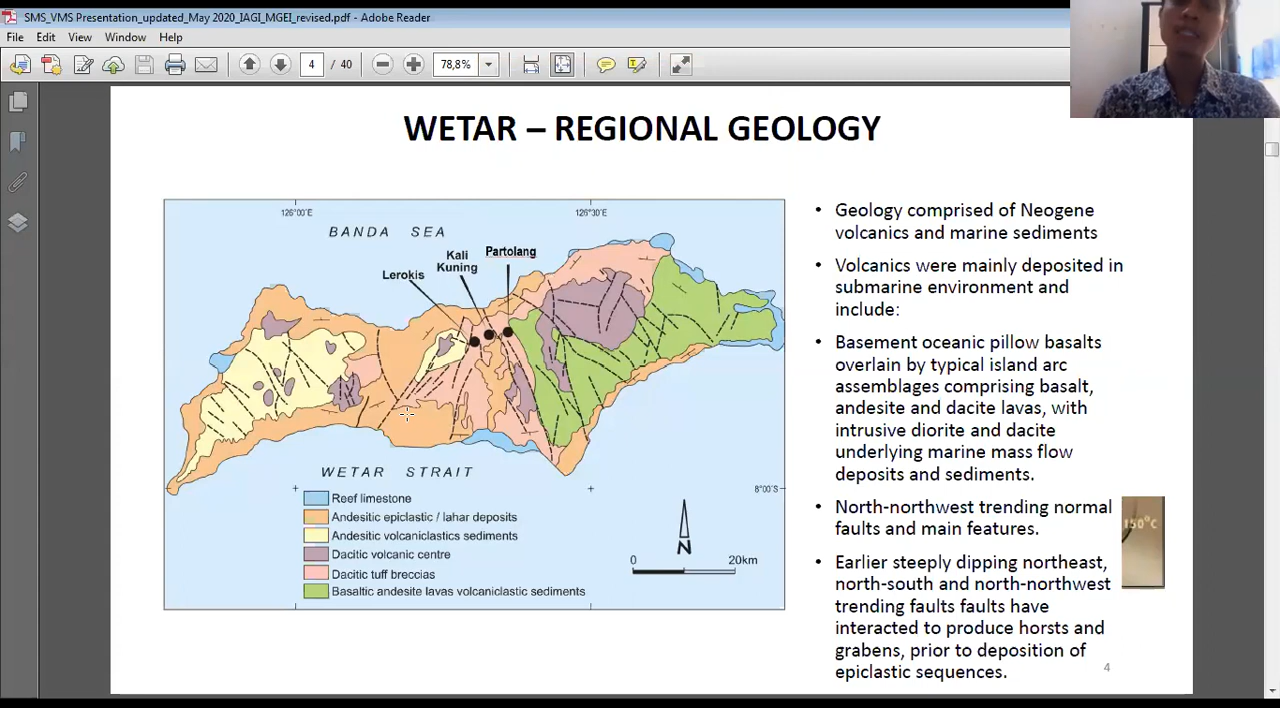 SMS_VMS Presentation_updated_May 2020_IAGI_MGEI_revised.pdf - Adobe Reader
File Edit View Window Help
4 / 40 78,8%
WETAR – REGIONAL GEOLOGY
126°00'E 126°30'E
BANDA SEA
Lerokis
Kali
Kuning
Partolang
WETAR STRAIT
8°00'S
Reef limestone
Andesitic epiclastic / lahar deposits
Andesitic volcaniclastics sediments
Dacitic volcanic centre
Dacitic tuff breccias
Basaltic andesite lavas volcaniclastic sediments
N
0 20km
• Geology comprised of Neogene
volcanics and marine sediments
• Volcanics were mainly deposited in
submarine environment and
include:
• Basement oceanic pillow basalts
overlain by typical island arc
assemblages comprising basalt,
andesite and dacite lavas, with
intrusive diorite and dacite
underlying marine mass flow
deposits and sediments.
• North-northwest trending normal
faults and main features.
• Earlier steeply dipping northeast,
north-south and north-northwest
trending faults faults have
interacted to produce horsts and
grabens, prior to deposition of
epiclastic sequences.
150°C
4